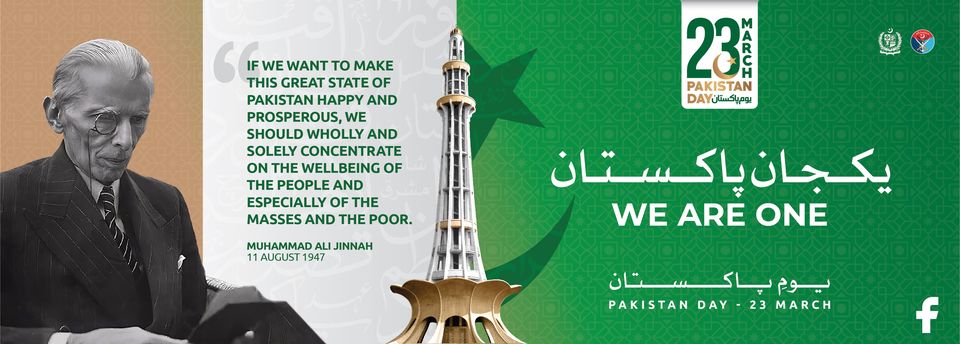 IF WE WANT TO MAKE
THIS GREAT STATE OF
PAKISTAN HAPPY AND
PROSPEROUS, WE
SHOULD WHOLLY AND
SOLELY CONCENTRATE
ON THE WELLBEING OF
THE PEOPLE AND
ESPECIALLY OF THE
MASSES AND THE POOR.
MUHAMMAD ALI JINNAH
11 AUGUST 1947
23 MARCH
PAKISTAN
DAY یوم پاکستان
یکجان پاکستان
WE ARE ONE
یومِ پاکستان
PAKISTAN DAY - 23 MARCH